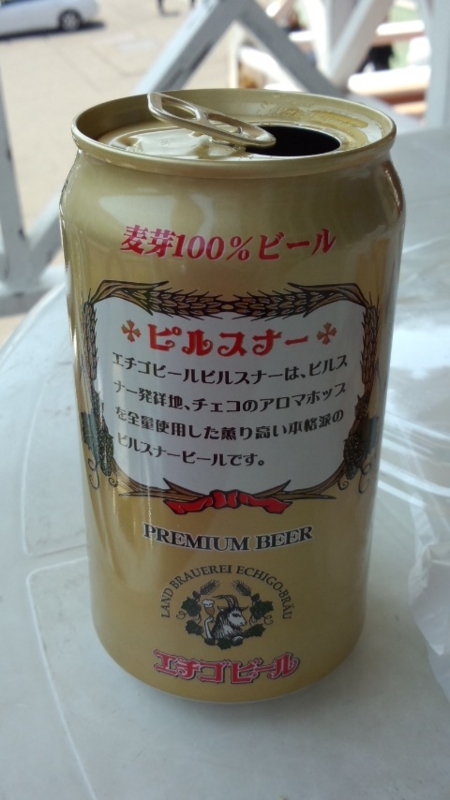 麦芽100%ビール
ピルスナー
エチゴビールピルスナーは、ピルス
ナー発祥地、チェコのアロマホップ
を全量使用した薫り高い本格派の
ピルスナービールです。
PREMIUM BEER
LAND BRAUEREI ECHIGO-BRÄU
エチゴビール